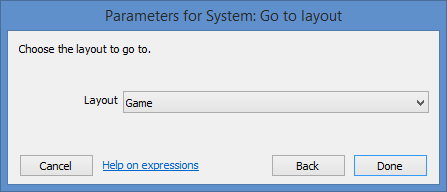 Parameters for System: Go to layout
Choose the layout to go to.
Layout Game
Cancel Help on expressions Back Done